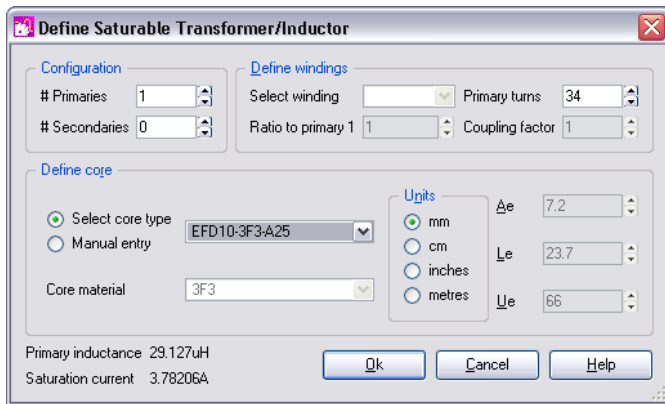 Define Saturable Transformer/Inductor
Configuration
# Primaries 1
# Secondaries 0
Define windings
Select winding
Primary turns 34
Ratio to primary 1 1
Coupling factor 1
Define core
Select core type
Manual entry
EFD10-3F3-A25
Core material 3F3
Units
mm
cm
inches
metres
Ae 7.2
Le 23.7
Ue 66
Primary inductance 29.127uH
Saturation current 3.78206A
Ok
Cancel
Help